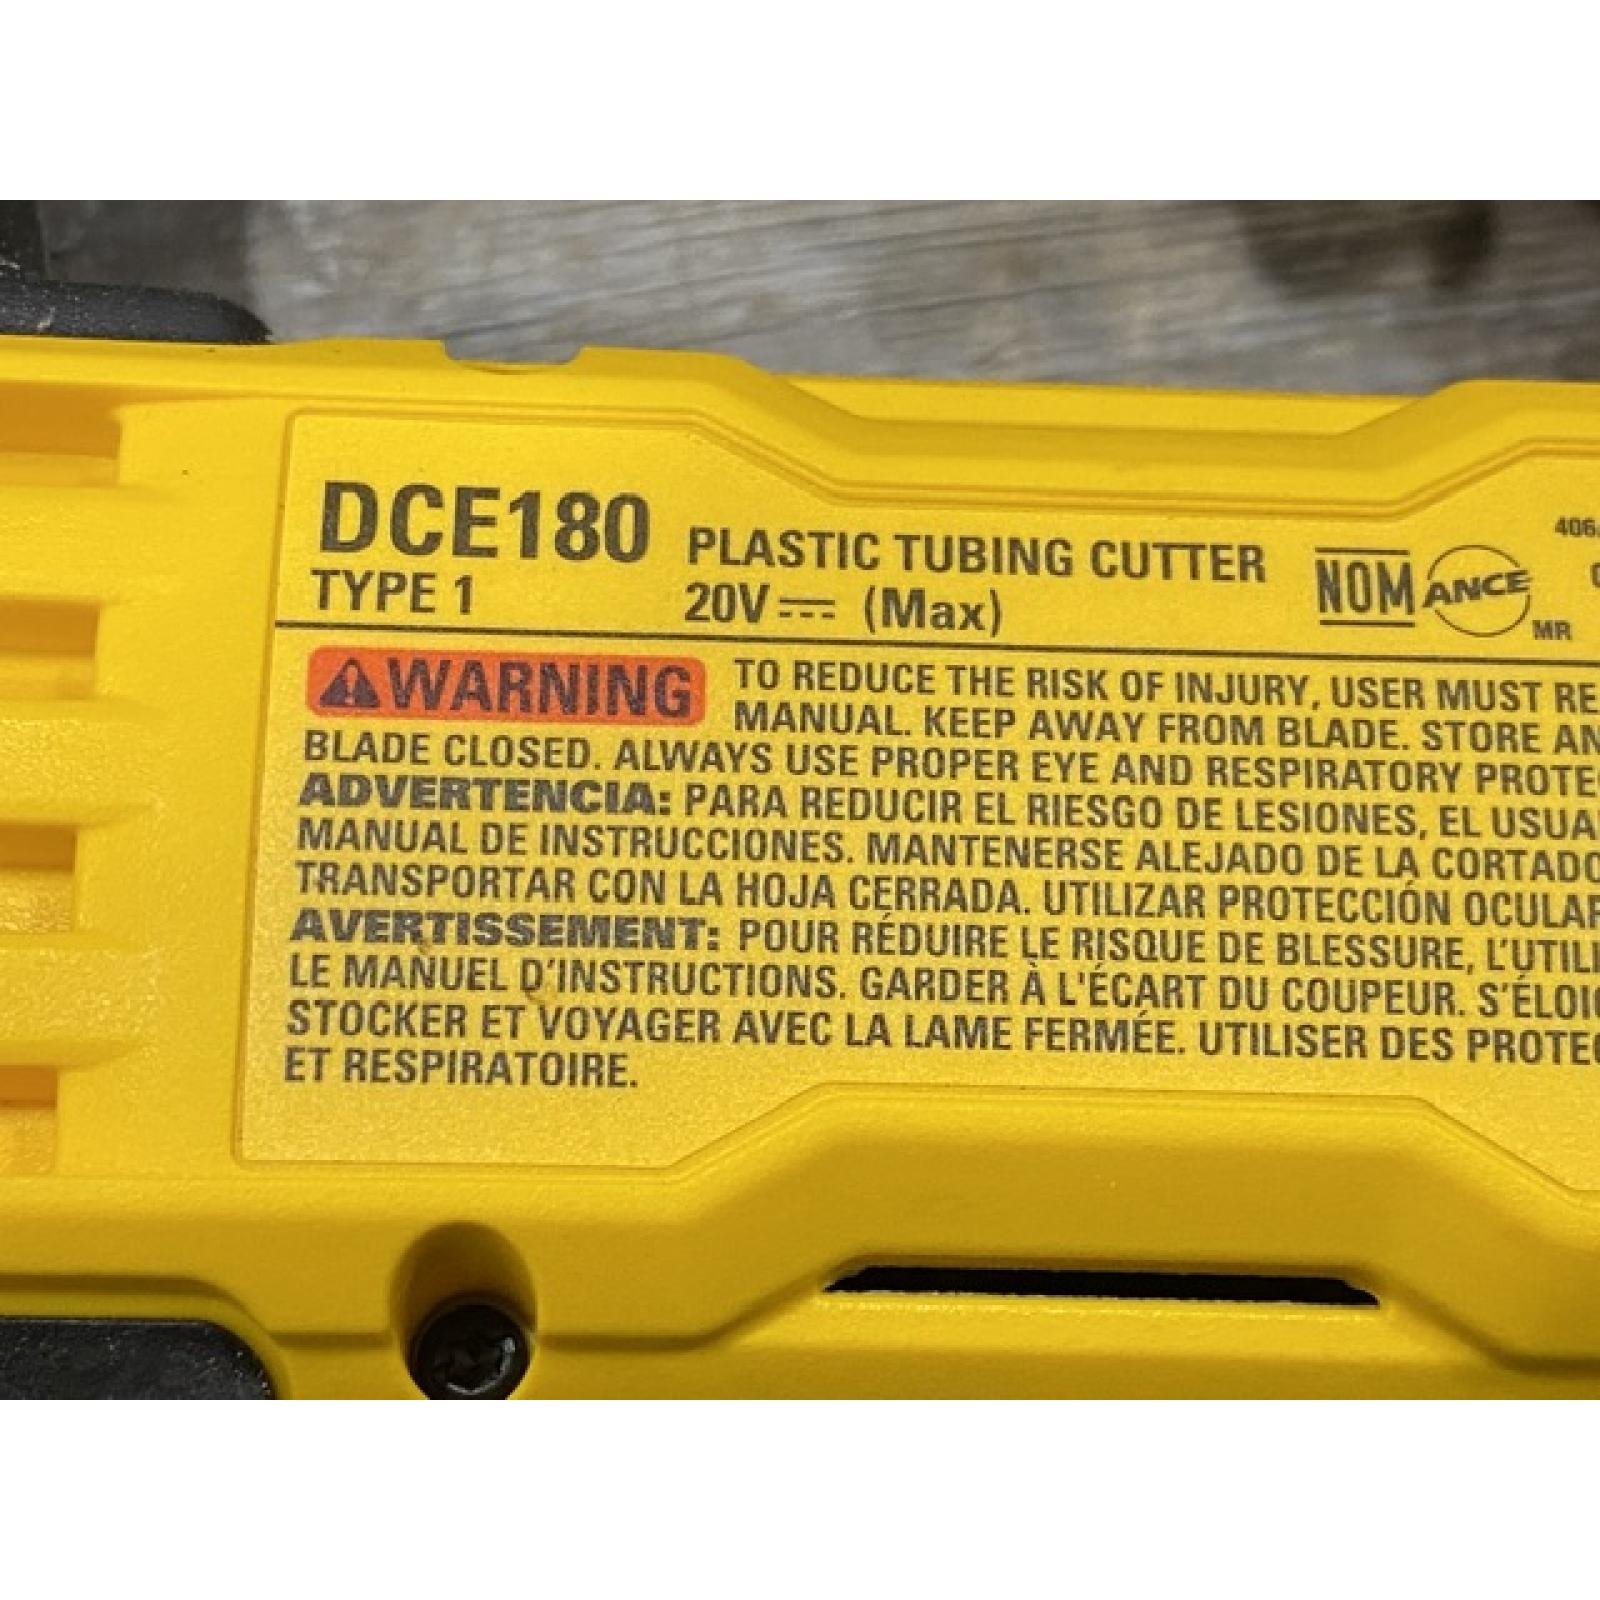 DCE180 PLASTIC TUBING CUTTER
TYPE 1 20V (Max)
NOM ANCE MR
406
WARNING TO REDUCE THE RISK OF INJURY, USER MUST
MANUAL. KEEP AWAY FROM BLADE. STORE
BLADE CLOSED. ALWAYS USE PROPER EYE AND RESPIRATORY
ADVERTENCIA: PARA REDUCIR EL RIESGO DE LESIONES, EL
MANUAL DE INSTRUCCIONES. MANTENERSE ALEJADO DE LA
TRANSPORTAR CON LA HOJA CERRADA. UTILIZAR PROTECCIÓN OCULAR
AVERTISSEMENT: POUR RÉDUIRE LE RISQUE DE BLESSURE,
LE MANUEL D'INSTRUCTIONS. GARDER À L'ÉCART DU COUPEUR.
STOCKER ET VOYAGER AVEC LA LAME FERMÉE. UTILISER DES
ET RESPIRATOIRE.